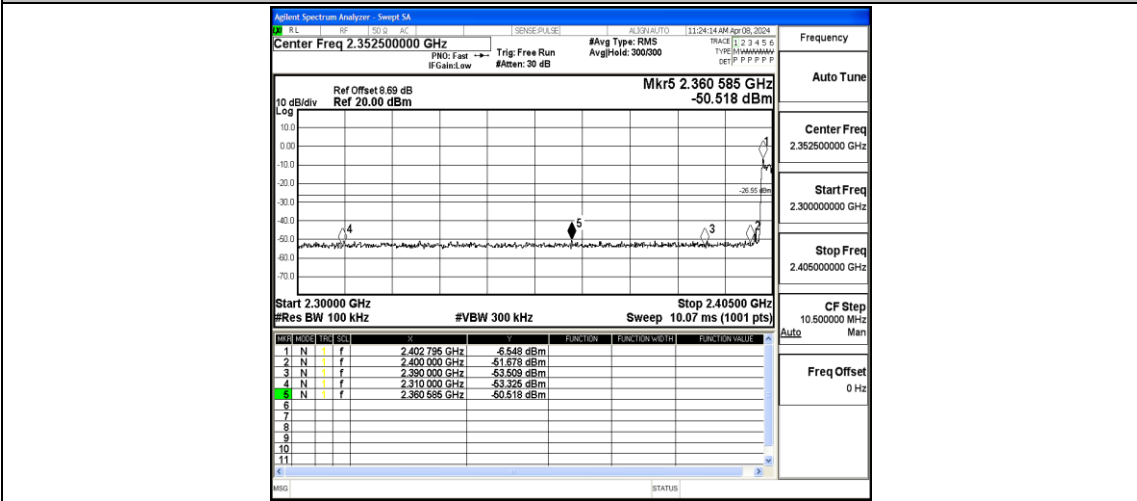 Agilent Spectrum Analyzer - Swept SA
RL RF 50 Ω AC SENSE:PULSE ALIGN AUTO 11:24:14 AM Apr 08, 2024
Center Freq 2.352500000 GHz #Avg Type: RMS TRACE 1 2 3 4 5 6
PNO: Fast Trig: Free Run Avg|Hold: 300/300 TYPE M
IFGain:Low #Atten: 30 dB DET P P P P P P
Mkr5 2.360 585 GHz
-50.518 dBm
Ref Offset 8.69 dB
10 dB/div Ref 20.00 dBm
Log
10.0
0.00
-10.0
-20.0
-30.0
-40.0
-50.0
-60.0
-70.0
1
-26.55 dBm
4
5
3
2
Start 2.30000 GHz Stop 2.40500 GHz
#Res BW 100 kHz #VBW 300 kHz Sweep 10.07 ms (1001 pts)
MKR MODE TRC SCL X Y FUNCTION FUNCTION WIDTH FUNCTION VALUE
1 N 1 f 2.402 795 GHz -6.548 dBm
2 N 1 f 2.400 000 GHz -51.678 dBm
3 N 1 f 2.390 000 GHz -53.509 dBm
4 N 1 f 2.310 000 GHz -53.325 dBm
5 N 1 f 2.360 585 GHz -50.518 dBm
6
7
8
9
10
11
MSG STATUS
Frequency
Auto Tune
Center Freq
2.352500000 GHz
Start Freq
2.300000000 GHz
Stop Freq
2.405000000 GHz
CF Step
10.500000 MHz
Auto Man
Freq Offset
0 Hz